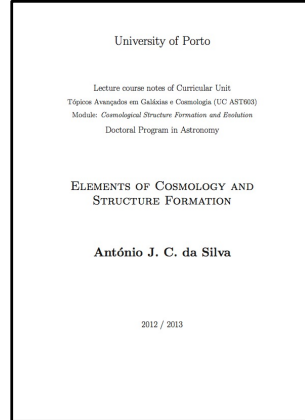 University of Porto
Lecture course notes of Curricular Unit
Tópicos Avançados em Galáxias e Cosmologia (UC AST603)
Module: Cosmological Structure Formation and Evolution
Doctoral Program in Astronomy
Elements of Cosmology and
Structure Formation
António J. C. da Silva
2012 / 2013